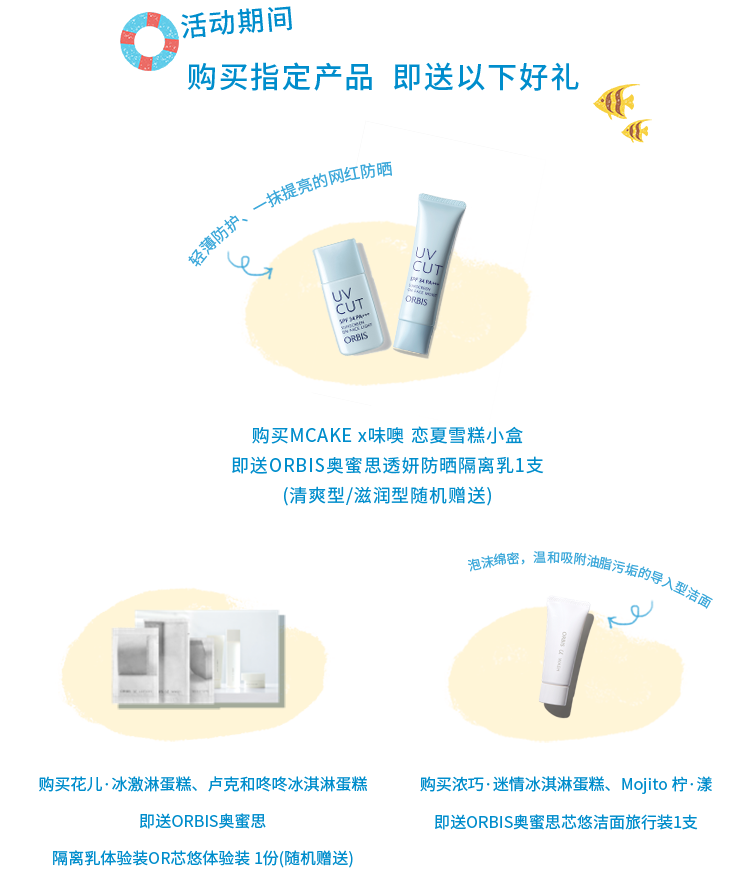 活动期间
购买指定产品 即送以下好礼
轻薄防护、一抹提亮的网红防晒
UV
CUT
SPF 34 PA+++
SUNSCREEN
ON FACE LIGHT
ORBIS
UV
CUT
SPF 34 PA+++
SUNSCREEN
ON FACE MOIST
ORBIS
购买MCAKE x味噢 恋夏雪糕小盒
即送ORBIS奥蜜思透妍防晒隔离乳1支
(清爽型/滋润型随机赠送)
泡沫绵密，温和吸附油脂污垢的导入型洁面
购买花儿·冰激淋蛋糕、卢克和咚咚冰淇淋蛋糕
即送ORBIS奥蜜思
隔离乳体验装OR芯悠体验装 1份(随机赠送)
购买浓巧·迷情冰淇淋蛋糕、Mojito 柠·漾
即送ORBIS奥蜜思芯悠洁面旅行装1支